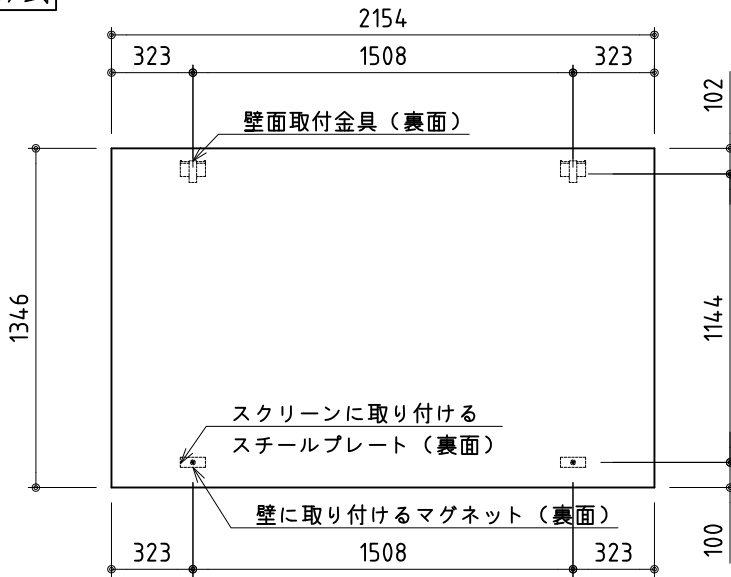 2154
323 1508 323
102
壁面取付金具（裏面）
1346
1144
スクリーンに取り付ける
スチールプレート（裏面）
壁に取り付けるマグネット（裏面）
100
323 1508 323